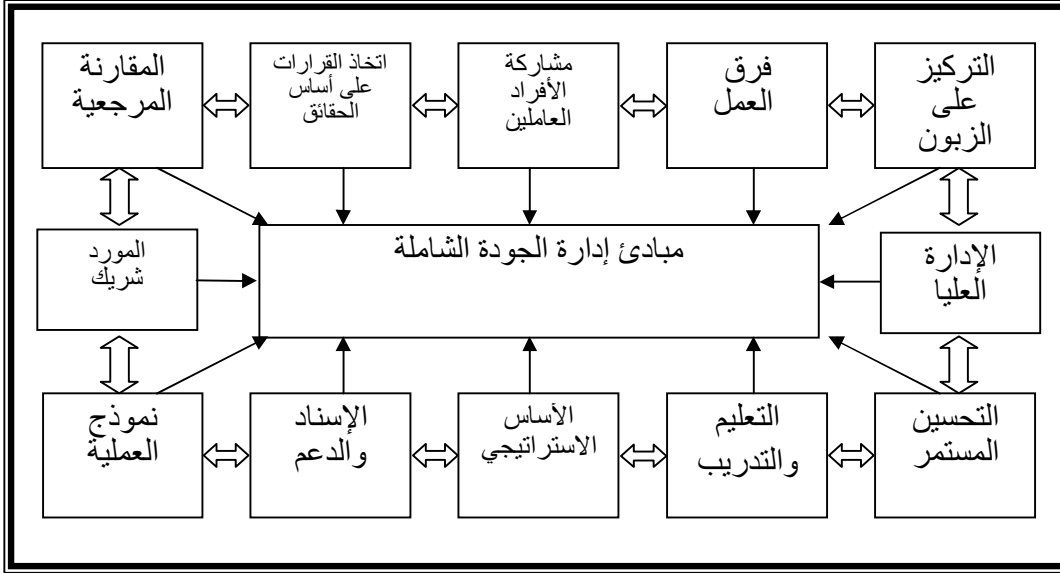 التركيز
على
الزبون
فرق
العمل
مشاركة
الأفراد
العاملين
اتخاذ القرارات
على أساس
الحقائق
المقارنة
المرجعية
الإدارة
العليا
مبادئ إدارة الجودة الشاملة
المورد
شريك
التحسين
المستمر
التعليم
والتدريب
الأساس
الاستراتيجي
الإسناد
والدعم
نموذج
العملية